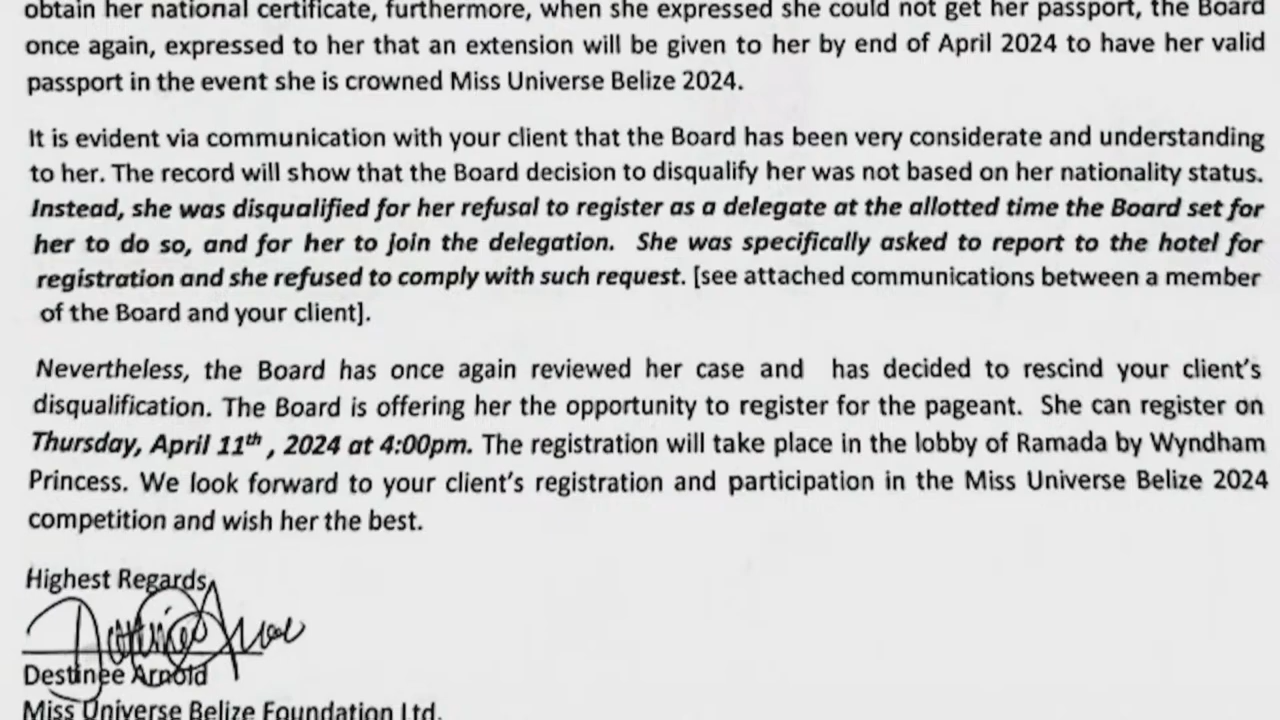 obtain her national certificate, furthermore, when she expressed she could not get her passport, the Board
once again, expressed to her that an extension will be given to her by end of April 2024 to have her valid
passport in the event she is crowned Miss Universe Belize 2024.
It is evident via communication with your client that the Board has been very considerate and understanding
to her. The record will show that the Board decision to disqualify her was not based on her nationality status.
Instead, she was disqualified for her refusal to register as a delegate at the allotted time the Board set for
her to do so, and for her to join the delegation. She was specifically asked to report to the hotel for
registration and she refused to comply with such request. [see attached communications between a member
of the Board and your client].
Nevertheless, the Board has once again reviewed her case and has decided to rescind your client's
disqualification. The Board is offering her the opportunity to register for the pageant. She can register on
Thursday, April 11th , 2024 at 4:00pm. The registration will take place in the lobby of Ramada by Wyndham
Princess. We look forward to your client's registration and participation in the Miss Universe Belize 2024
competition and wish her the best.
Highest Regards,
Destinee Arnold
Miss Universe Belize Foundation Ltd.